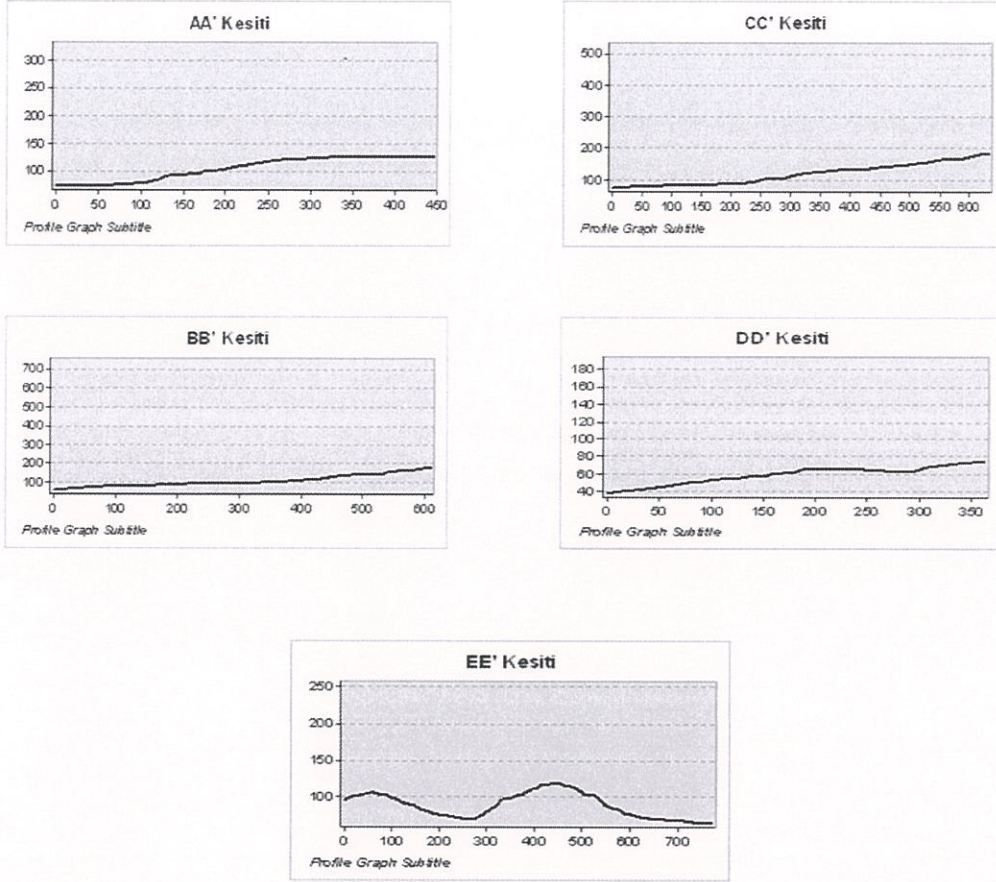 AA' Kesiti
300
250
200
150
100
0 50 100 150 200 250 300 350 400 450
Profile Graph Subtitle
CC' Kesiti
500
400
300
200
100
0 50 100 150 200 250 300 350 400 450 500 550 600
Profile Graph Subtitle
BB' Kesiti
700
600
500
400
300
200
100
0 100 200 300 400 500 600
Profile Graph Subtitle
DD' Kesiti
180
160
140
120
100
80
60
40
0 50 100 150 200 250 300 350
Profile Graph Subtitle
EE' Kesiti
250
200
150
100
0 100 200 300 400 500 600 700
Profile Graph Subtitle